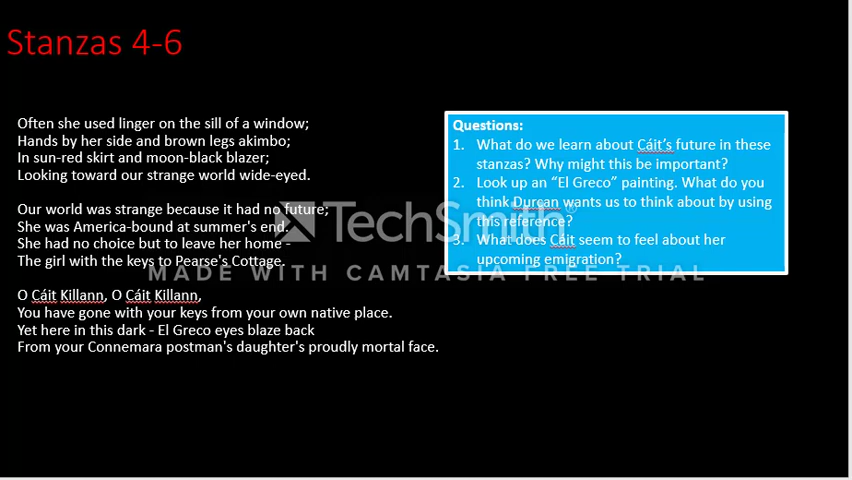 Stanzas 4-6
Often she used linger on the sill of a window;
Hands by her side and brown legs akimbo;
In sun-red skirt and moon-black blazer;
Looking toward our strange world wide-eyed.
Our world was strange because it had no future;
She was America-bound at summer's end.
She had no choice but to leave her home -
The girl with the keys to Pearse's Cottage.
O Cáit Killann, O Cáit Killann,
You have gone with your keys from your own native place.
Yet here in this dark - El Greco eyes blaze back
From your Connemara postman's daughter's proudly mortal face.
Questions:
1. What do we learn about Cáit's future in these
stanzas? Why might this be important?
2. Look up an “El Greco” painting. What do you
think Durcan wants us to think about by using
this reference?
3. What does Cáit seem to feel about her
upcoming emigration?
TechSmith®
MADE WITH CAMTASIA FREE TRIAL